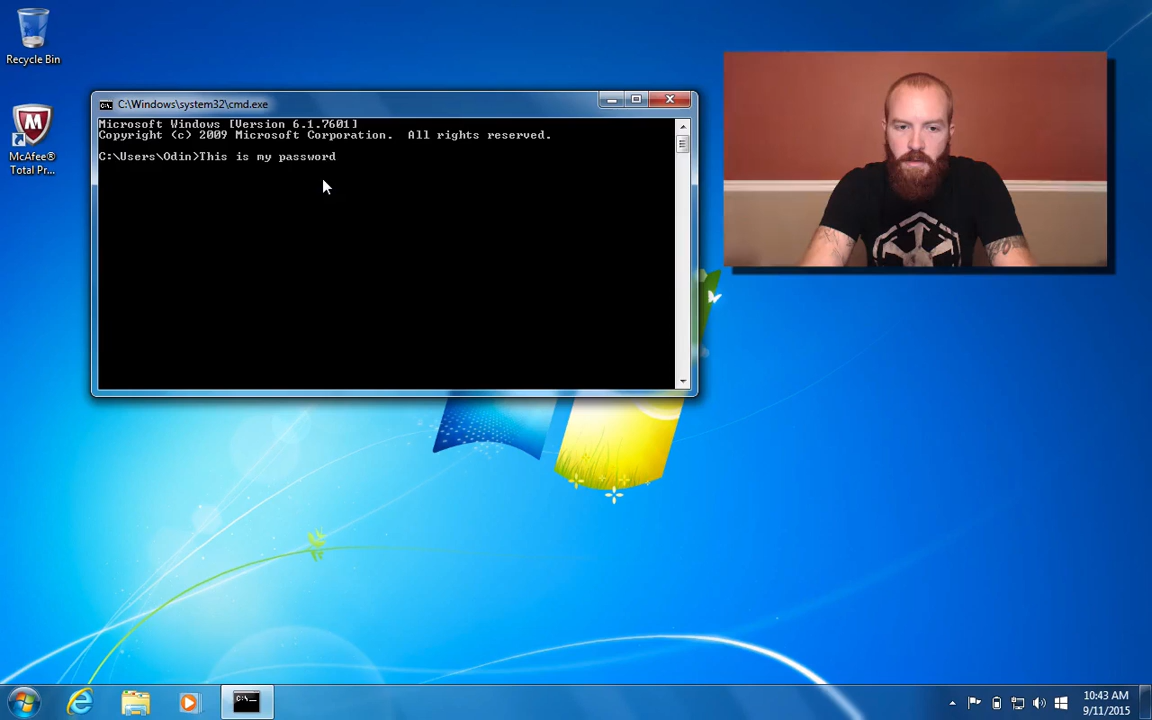 Recycle Bin
McAfee®
Total Pr...
C:\Windows\system32\cmd.exe
Microsoft Windows [Version 6.1.7601]
Copyright (c) 2009 Microsoft Corporation.  All rights reserved.
C:\Users\Odin>This is my password
10:43 AM
9/11/2015